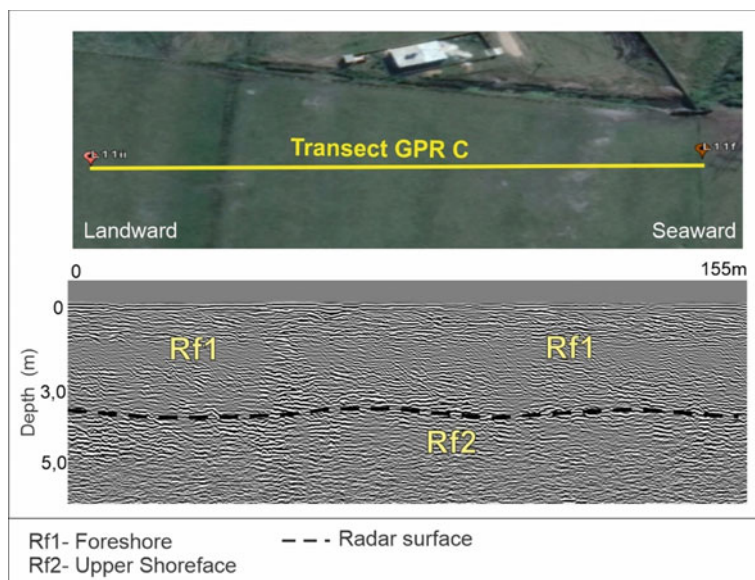 Transect GPR C
Landward Seaward
0 155m
0
Rf1 Rf1
3.0
Rf2
5,0
Depth (m)
Rf1- Foreshore
Radar surface
Rf2- Upper Shoreface